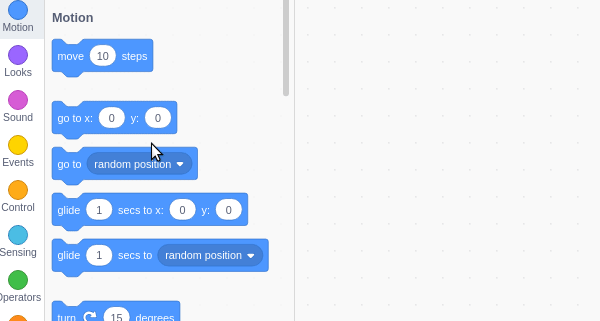 Motion
Looks
Sound
Events
Control
Sensing
Operators
Motion
move 10 steps
go to x: 0 y: 0
go to random position
glide 1 secs to x: 0 y: 0
glide 1 secs to random position
turn 15 degrees